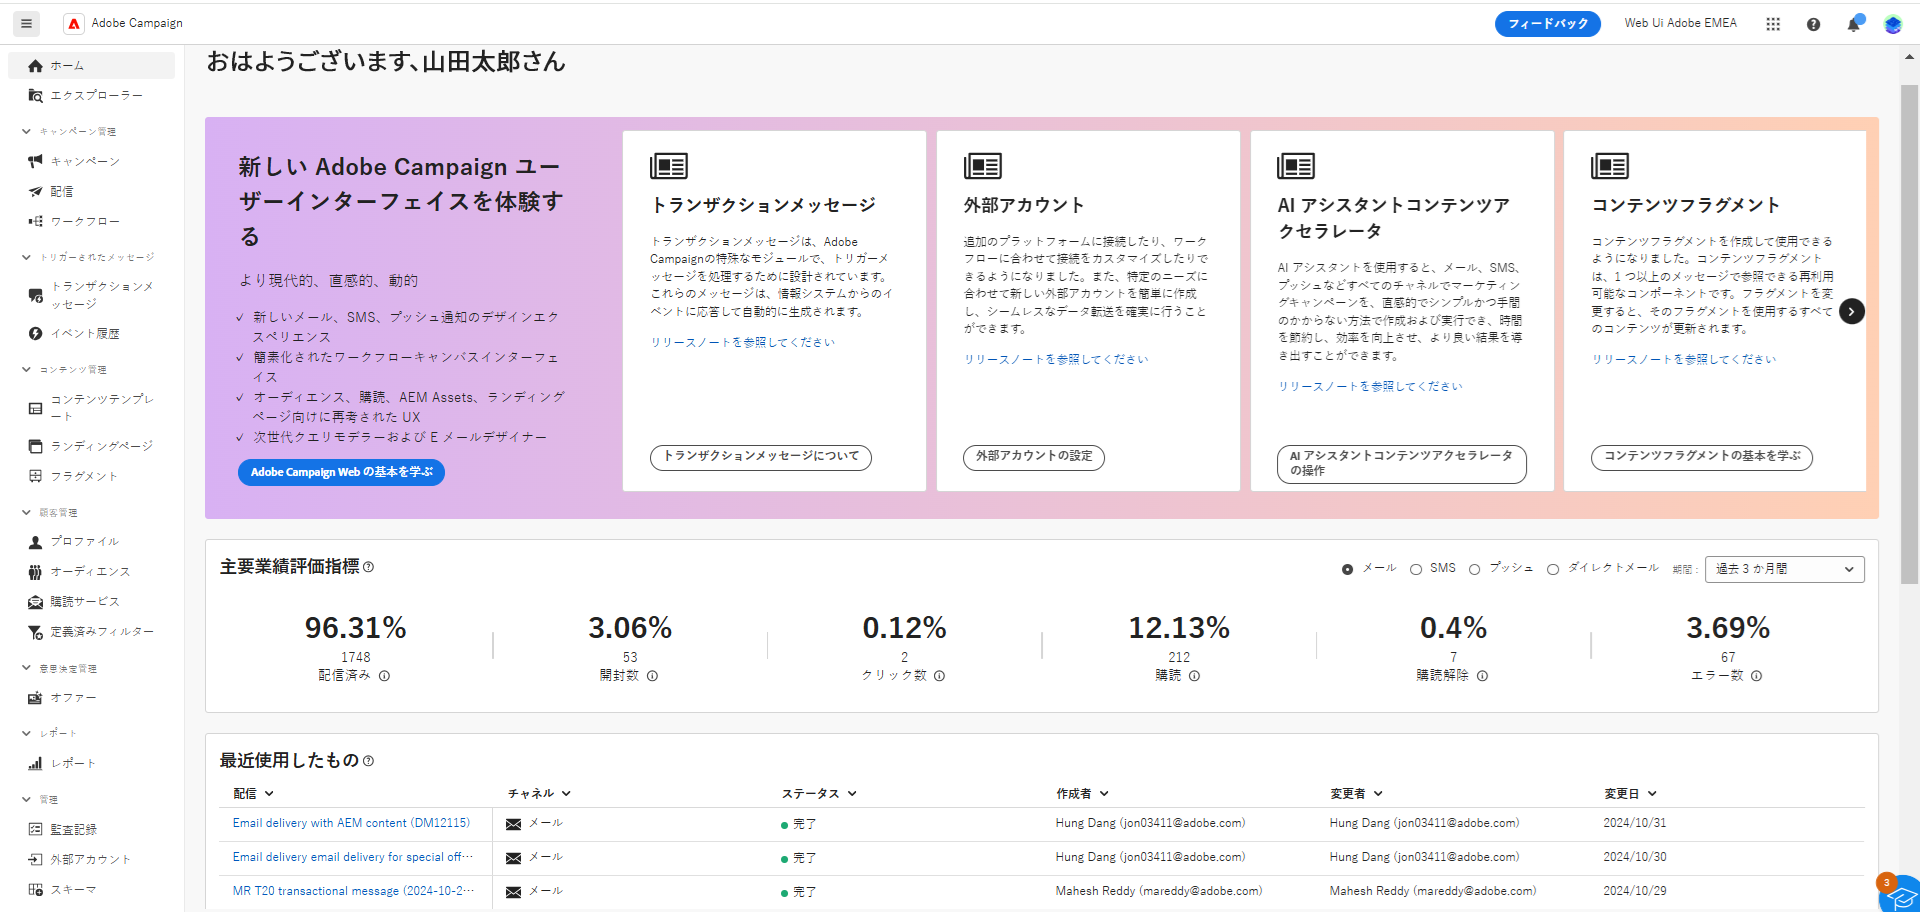 Adobe Campaign
フィードバック
Web Ui Adobe EMEA
ホーム
エクスプローラー
キャンペーン管理
キャンペーン
配信
ワークフロー
トリガーされたメッセージ
トランザクションメ
ッセージ
イベント履歴
コンテンツ管理
コンテンツテンプレ
ート
ランディングページ
フラグメント
顧客管理
プロファイル
オーディエンス
購読サービス
定義済みフィルター
意思決定管理
オファー
レポート
レポート
管理
監査記録
外部アカウント
スキーマ
おはようございます、山田太郎さん
新しい Adobe Campaign ユー
ザーインターフェイスを体験す
る
より現代的、直感的、動的
✓ 新しいメール、SMS、プッシュ通知のデザインエク
スペリエンス
✓ 簡素化されたワークフローキャンバスインターフェ
イス
✓ オーディエンス、購読、AEM Assets、ランディング
ページ向けに再考された UX
✓ 次世代クエリモデラーおよび E メールデザイナー
Adobe Campaign Web の基本を学ぶ
トランザクションメッセージ
トランザクションメッセージは、Adobe
Campaignの特殊なモジュールで、トリガーメ
ッセージを処理するために設計されています。
これらのメッセージは、情報システムからのイ
ベントに応答して自動的に生成されます。
リリースノートを参照してください
トランザクションメッセージについて
外部アカウント
追加のプラットフォームに接続したり、ワーク
フローに合わせて接続をカスタマイズしたりで
きるようになりました。また、特定のニーズに
合わせて新しい外部アカウントを簡単に作成
し、シームレスなデータ転送を確実に行うこと
ができます。
リリースノートを参照してください
外部アカウントの設定
AI アシスタントコンテンツア
クセラレータ
AI アシスタントを使用すると、メール、SMS、
プッシュなどすべてのチャネルでマーケティン
グキャンペーンを、直感的でシンプルかつ手間
のかからない方法で作成および実行でき、時間
を節約し、効率を向上させ、より良い結果を導
き出すことができます。
リリースノートを参照してください
AI アシスタントコンテンツアクセラレータ
の操作
コンテンツフラグメント
コンテンツフラグメントを作成して使用できる
ようになりました。コンテンツフラグメント
は、1 つ以上のメッセージで参照できる再利用
可能なコンポーネントです。フラグメントを変
更すると、そのフラグメントを使用するすべて
のコンテンツが更新されます。
リリースノートを参照してください
コンテンツフラグメントの基本を学ぶ
主要業績評価指標
メール SMS プッシュ ダイレクトメール 期間： 過去 3 か月間
96.31% 3.06% 0.12% 12.13% 0.4% 3.69%
1748 53 2 212 7 67
配信済み 開封数 クリック数 購読 購読解除 エラー数
最近使用したもの
配信 チャネル ステータス 作成者 変更者 変更日
Email delivery with AEM content (DM12115) メール 完了 Hung Dang (jon03411@adobe.com) Hung Dang (jon03411@adobe.com) 2024/10/31
Email delivery email delivery for special off… メール 完了 Hung Dang (jon03411@adobe.com) Hung Dang (jon03411@adobe.com) 2024/10/30
MR T20 transactional message (2024-10-2… メール 完了 Mahesh Reddy (mareddy@adobe.com) Mahesh Reddy (mareddy@adobe.com) 2024/10/29
3